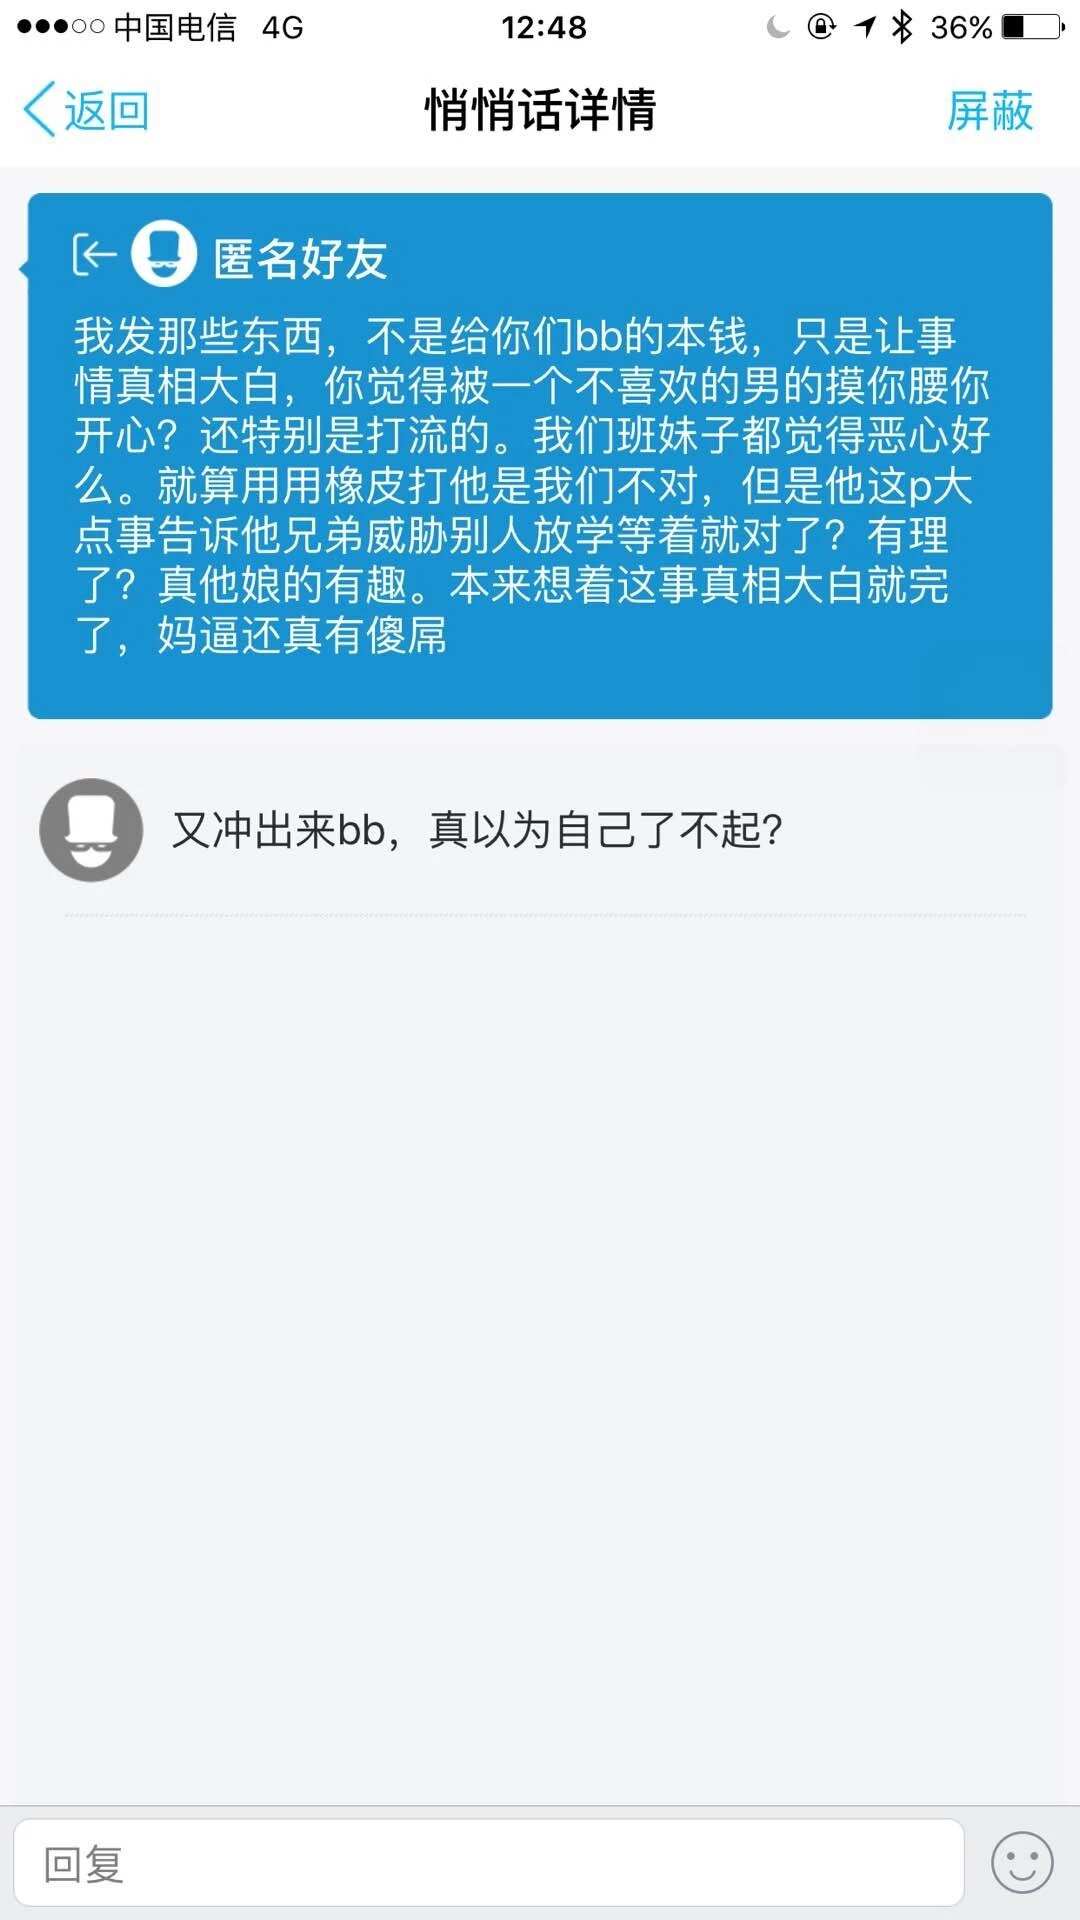 中国电信 4G 12:48 36%
返回 悄悄话详情 屏蔽
匿名好友
我发那些东西，不是给你们bb的本钱，只是让事
情真相大白，你觉得被一个不喜欢的男的摸你腰你
开心？还特别是打流的。我们班妹子都觉得恶心好
么。就算用用橡皮打他是我们不对，但是他这p大
点事告诉他兄弟威胁别人放学等着就对了？有理
了？真他娘的有趣。本来想着这事真相大白就完
了，妈逼还真有傻屌
又冲出来bb，真以为自己了不起？
回复